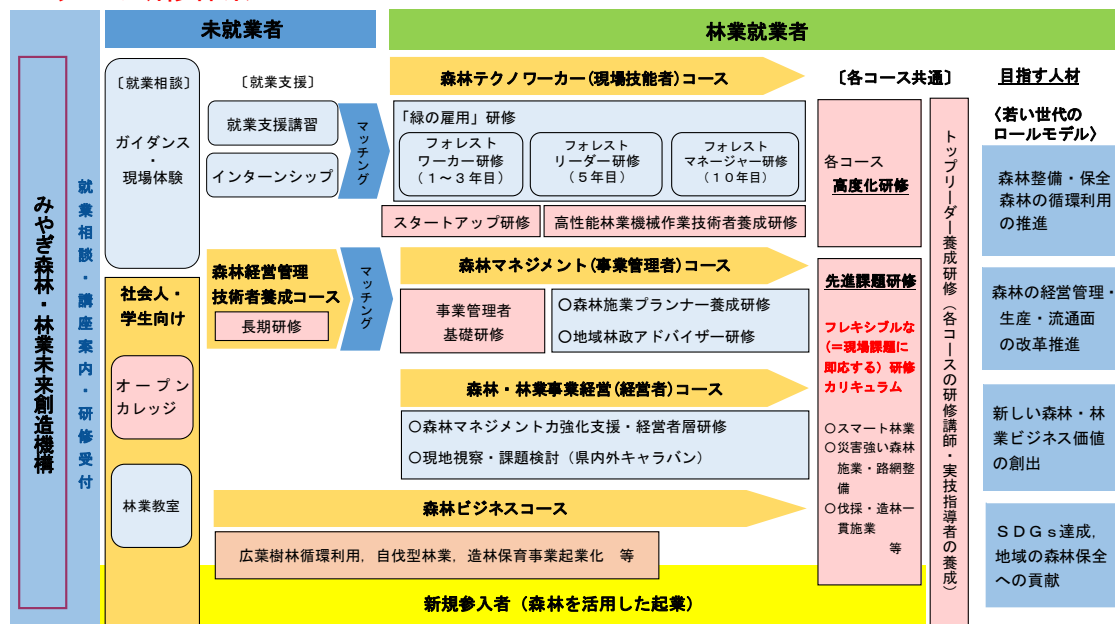 未就業者
林業就業者
みやぎ森林・林業未来創造機構
就業相談・講座案内・研修受付
〔就業相談〕
ガイダンス
・
現場体験
〔就業支援〕
就業支援講習
インターンシップ
マッチング
森林テクノワーカー(現場技能者)コース
「緑の雇用」研修
フォレスト
ワーカー研修
(1～3年目)
フォレスト
リーダー研修
(5年目)
フォレスト
マネージャー研修
(10年目)
スタートアップ研修
高性能林業機械作業技術者養成研修
社会人・
学生向け
オープン
カレッジ
林業教室
森林経営管理
技術者養成コース
長期研修
マッチング
森林マネジメント(事業管理者)コース
事業管理者
基礎研修
○森林施業プランナー養成研修
○地域林政アドバイザー研修
森林・林業事業経営(経営者)コース
○森林マネジメント力強化支援・経営者層研修
○現地視察・課題検討(県内外キャラバン)
森林ビジネスコース
広葉樹林循環利用，自伐型林業，造林保育事業起業化　等
新規参入者(森林を活用した起業)
〔各コース共通〕
各コース
高度化研修
先進課題研修
フレキシブルな
(＝現場課題に
即応する)研修
カリキュラム
○スマート林業
○災害強い森林
施業・路網整
備
○伐採・造林一
貫施業
等
トップリーダー養成研修(各コースの研修講師・実技指導者の養成)
目指す人材
〈若い世代の
ロールモデル〉
森林整備・保全
森林の循環利用
の推進
森林の経営管理・
生産・流通面
の改革推進
新しい森林・林
業ビジネス価値
の創出
ＳＤＧｓ達成，
地域の森林保全
への貢献